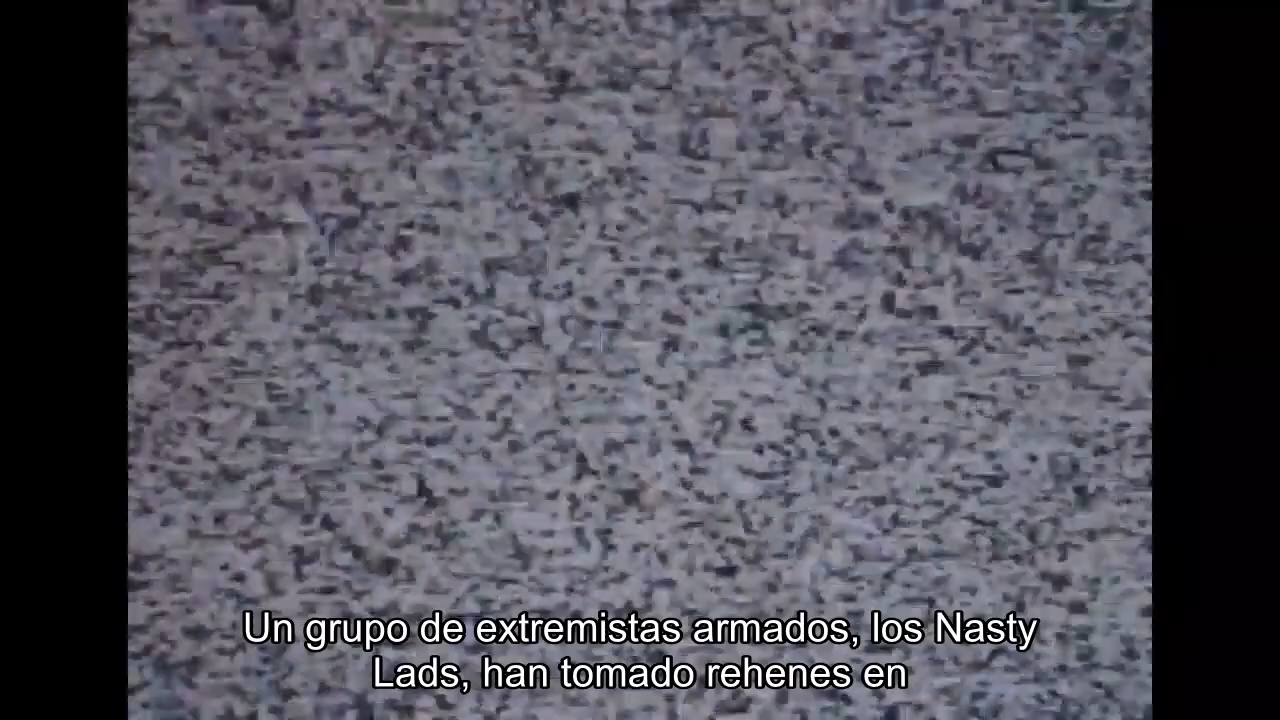 Un grupo de extremistas armados, los Nasty
Lads, han tomado rehenes en